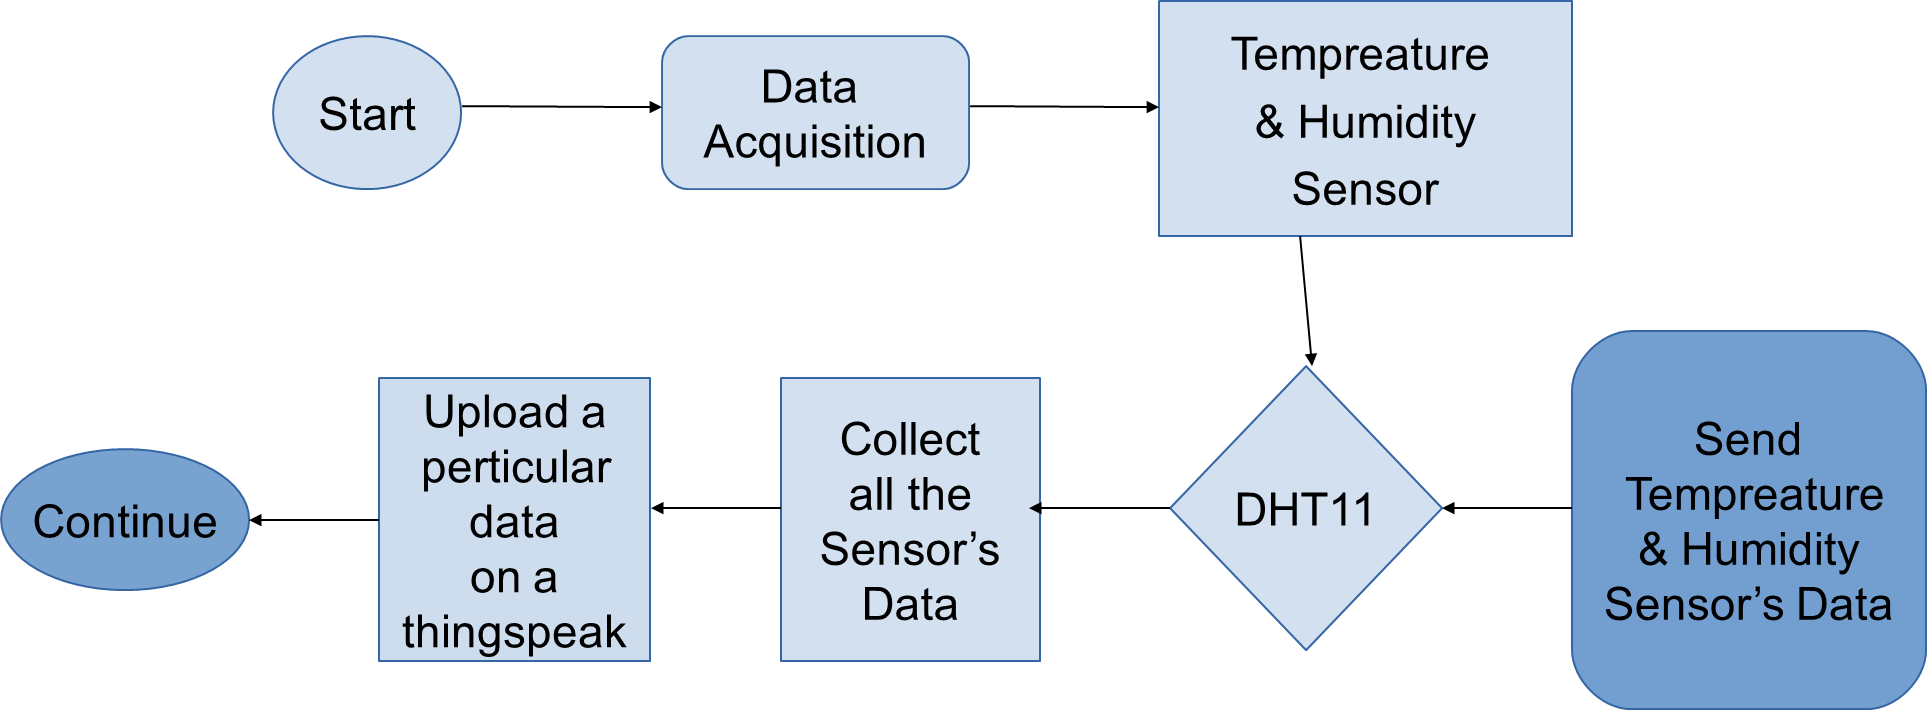 Start
Data
Acquisition
Tempreature
& Humidity
Sensor
Continue
Upload a
perticular
data
on a
thingspeak
Collect
all the
Sensor’s
Data
DHT11
Send
Tempreature
& Humidity
Sensor’s Data